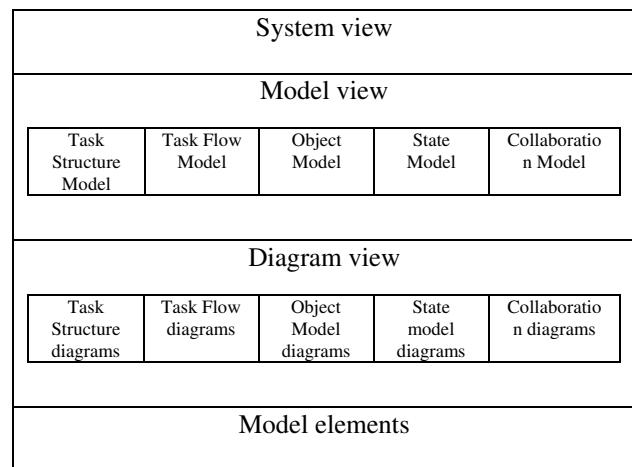 System view
Model view
Task
Structure
Model
Task Flow
Model
Object
Model
State
Model
Collaboratio
n Model
Diagram view
Task
Structure
diagrams
Task Flow
diagrams
Object
Model
diagrams
State
model
diagrams
Collaboratio
n diagrams
Model elements